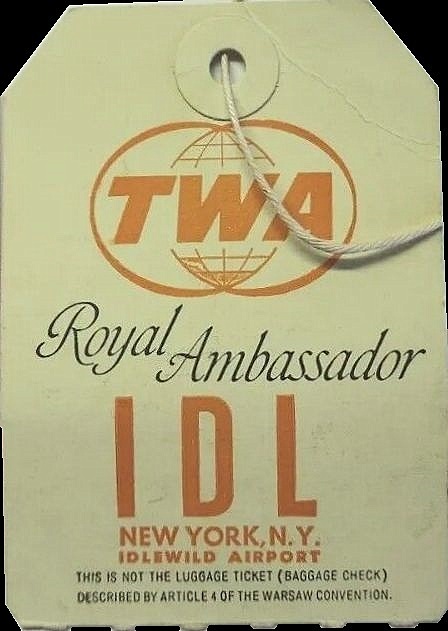 TWA
Royal Ambassador
IDL
NEW YORK, N.Y.
IDLEWILD AIRPORT
THIS IS NOT THE LUGGAGE TICKET (BAGGAGE CHECK)
DESCRIBED BY ARTICLE 4 OF THE WARSAW CONVENTION.